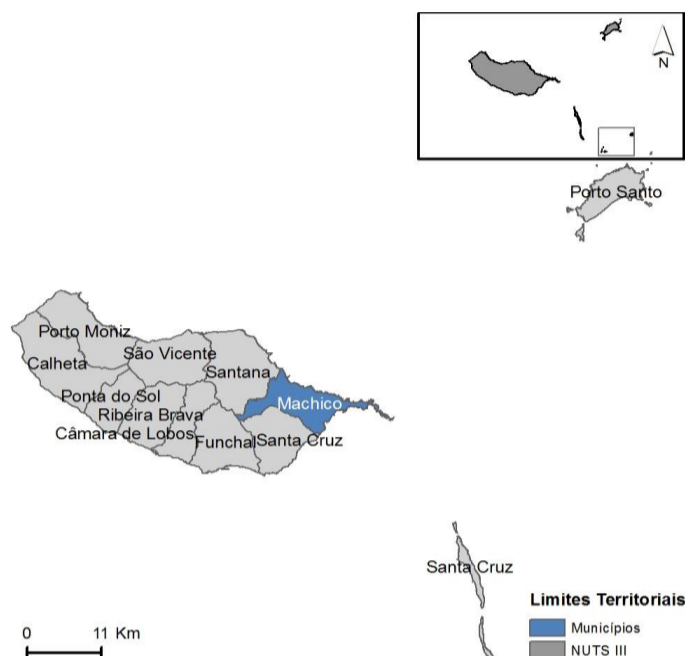 N
Porto Santo
Porto Moniz
São Vicente
Calheta
Santana
Ponta do Sol
Machico
Ribeira Brava
Câmara de Lobos
Funchal
Santa Cruz
Santa Cruz
Limites Territoriais
Municípios
NUTS III
0 11 Km